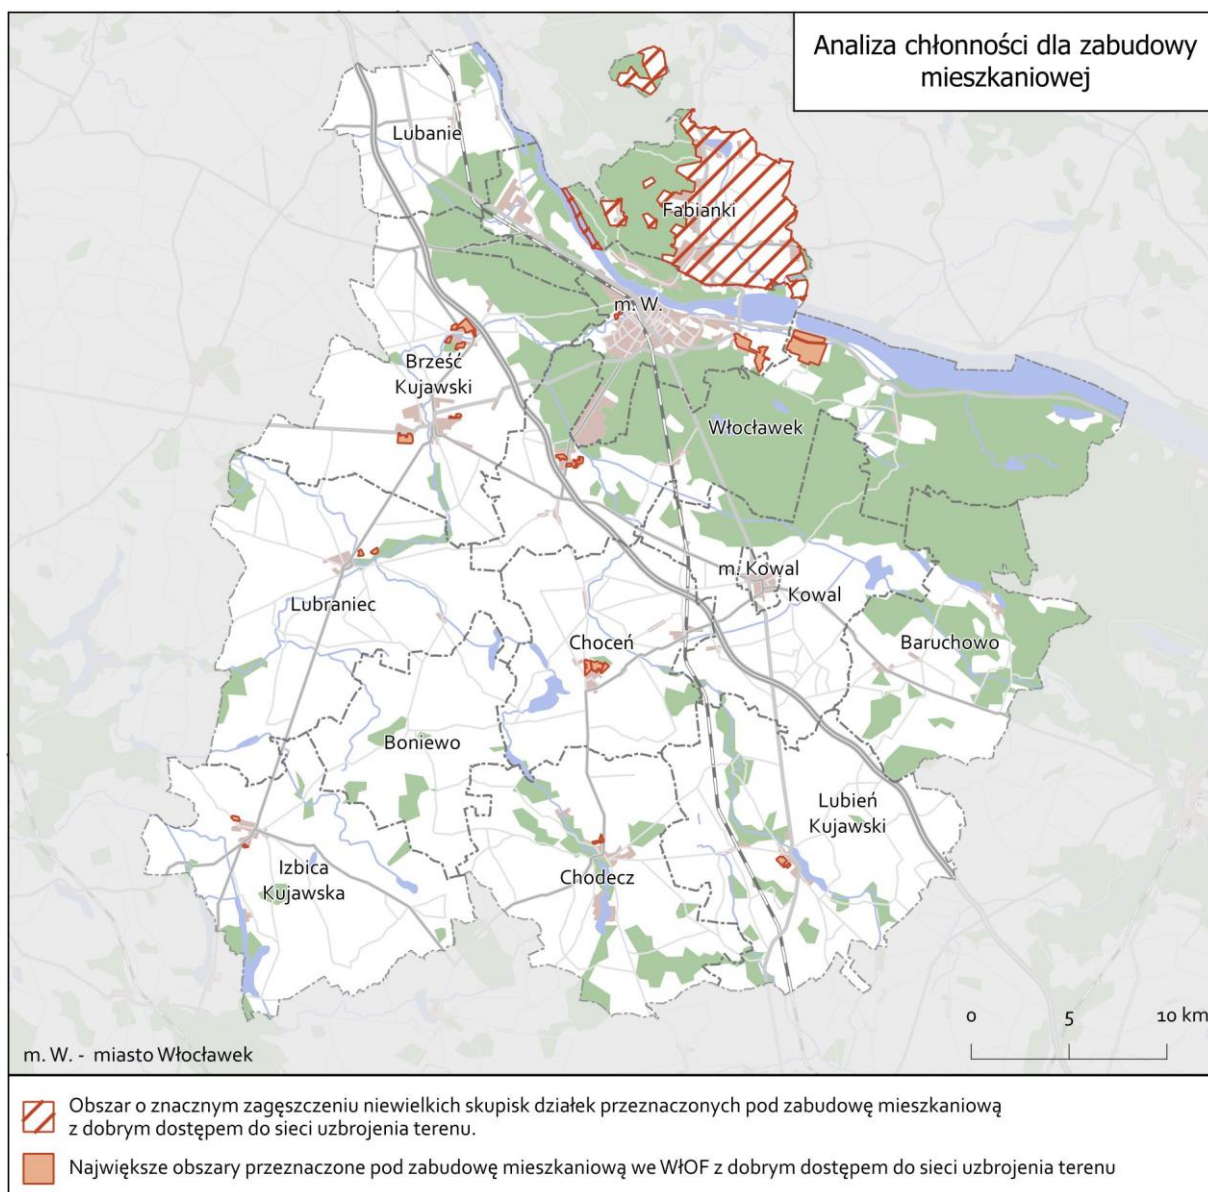 Analiza chłonności dla zabudowy
mieszkaniowej
Lubanie
Fabianki
m. W.
Brześć
Kujawski
Włocławek
m. Kowal
Kowal
Lubraniec
Choceń
Baruchowo
Boniewo
Lubień
Kujawski
Izbica
Kujawska
Chodecz
0 5 10 km
m. W. - miasto Włocławek
Obszar o znacznym zagęszczeniu niewielkich skupisk działek przeznaczonych pod zabudowę mieszkaniową
z dobrym dostępem do sieci uzbrojenia terenu.
Największe obszary przeznaczone pod zabudowę mieszkaniową we WłOF z dobrym dostępem do sieci uzbrojenia terenu